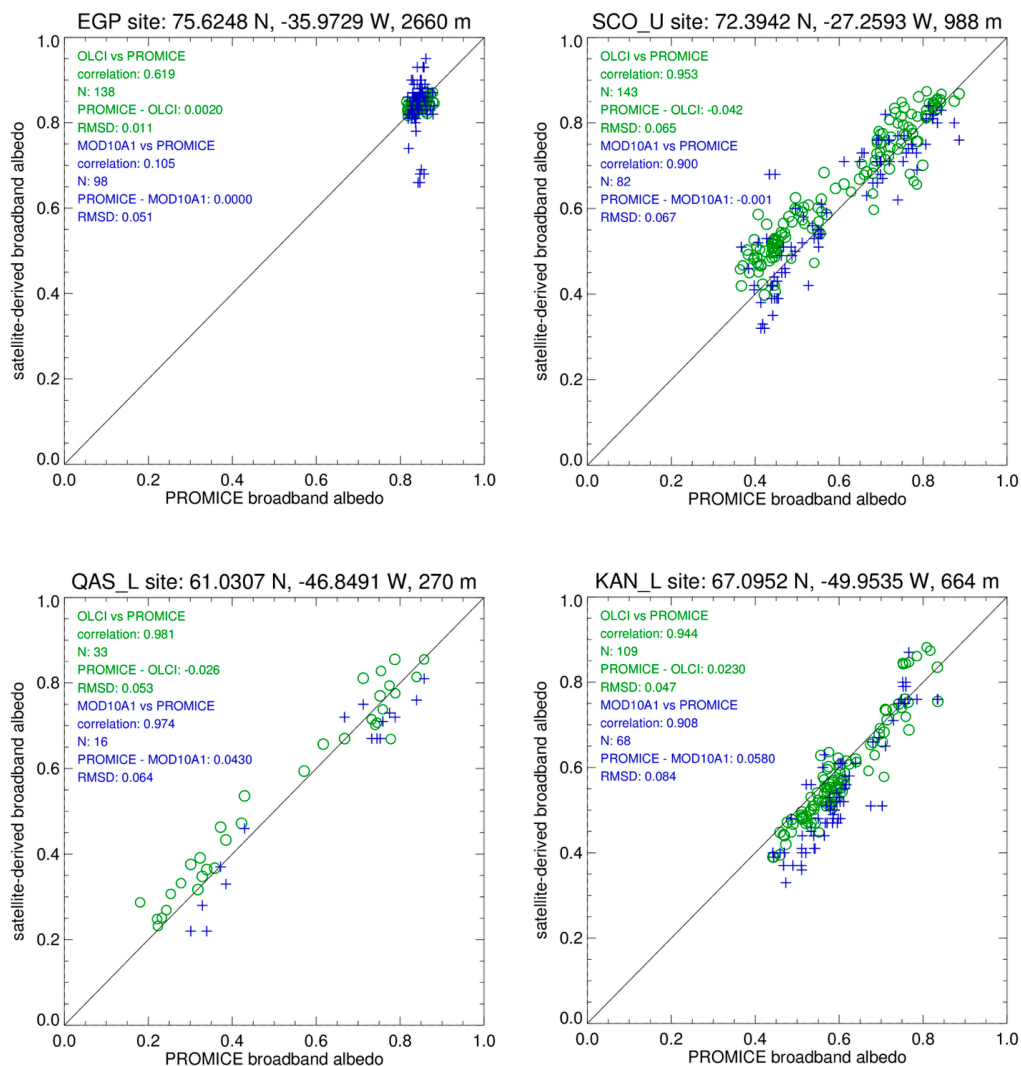 EGP site: 75.6248 N, -35.9729 W, 2660 m
1.0
0.8
0.6
0.4
0.2
0.0
satellite-derived broadband albedo
OLCI vs PROMICE
correlation: 0.619
N: 138
PROMICE - OLCI: 0.0020
RMSD: 0.011
MOD10A1 vs PROMICE
correlation: 0.105
N: 98
PROMICE - MOD10A1: 0.0000
RMSD: 0.051
0.0 0.2 0.4 0.6 0.8 1.0
PROMICE broadband albedo
SCO_U site: 72.3942 N, -27.2593 W, 988 m
1.0
0.8
0.6
0.4
0.2
0.0
satellite-derived broadband albedo
OLCI vs PROMICE
correlation: 0.953
N: 143
PROMICE - OLCI: -0.042
RMSD: 0.065
MOD10A1 vs PROMICE
correlation: 0.900
N: 82
PROMICE - MOD10A1: -0.001
RMSD: 0.067
0.0 0.2 0.4 0.6 0.8 1.0
PROMICE broadband albedo
QAS_L site: 61.0307 N, -46.8491 W, 270 m
1.0
0.8
0.6
0.4
0.2
0.0
satellite-derived broadband albedo
OLCI vs PROMICE
correlation: 0.981
N: 33
PROMICE - OLCI: -0.026
RMSD: 0.053
MOD10A1 vs PROMICE
correlation: 0.974
N: 16
PROMICE - MOD10A1: 0.0430
RMSD: 0.064
0.0 0.2 0.4 0.6 0.8 1.0
PROMICE broadband albedo
KAN_L site: 67.0952 N, -49.9535 W, 664 m
1.0
0.8
0.6
0.4
0.2
0.0
satellite-derived broadband albedo
OLCI vs PROMICE
correlation: 0.944
N: 109
PROMICE - OLCI: 0.0230
RMSD: 0.047
MOD10A1 vs PROMICE
correlation: 0.908
N: 68
PROMICE - MOD10A1: 0.0580
RMSD: 0.084
0.0 0.2 0.4 0.6 0.8 1.0
PROMICE broadband albedo